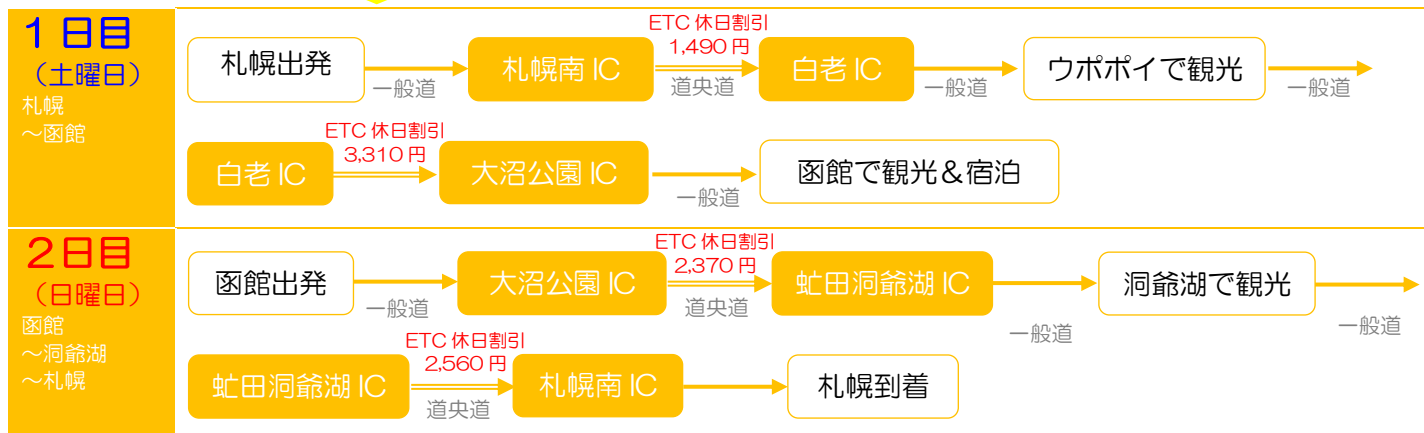 1日目
(土曜日)
札幌
～函館
札幌出発
一般道
札幌南 IC
ETC 休日割引
1,490 円
道央道
白老 IC
一般道
ウポポイで観光
一般道
白老 IC
ETC 休日割引
3,310 円
大沼公園 IC
一般道
函館で観光＆宿泊
2日目
(日曜日)
函館
～洞爺湖
～札幌
函館出発
一般道
大沼公園 IC
ETC 休日割引
2,370 円
道央道
虻田洞爺湖 IC
一般道
洞爺湖で観光
一般道
虻田洞爺湖 IC
ETC 休日割引
2,560 円
道央道
札幌南 IC
札幌到着